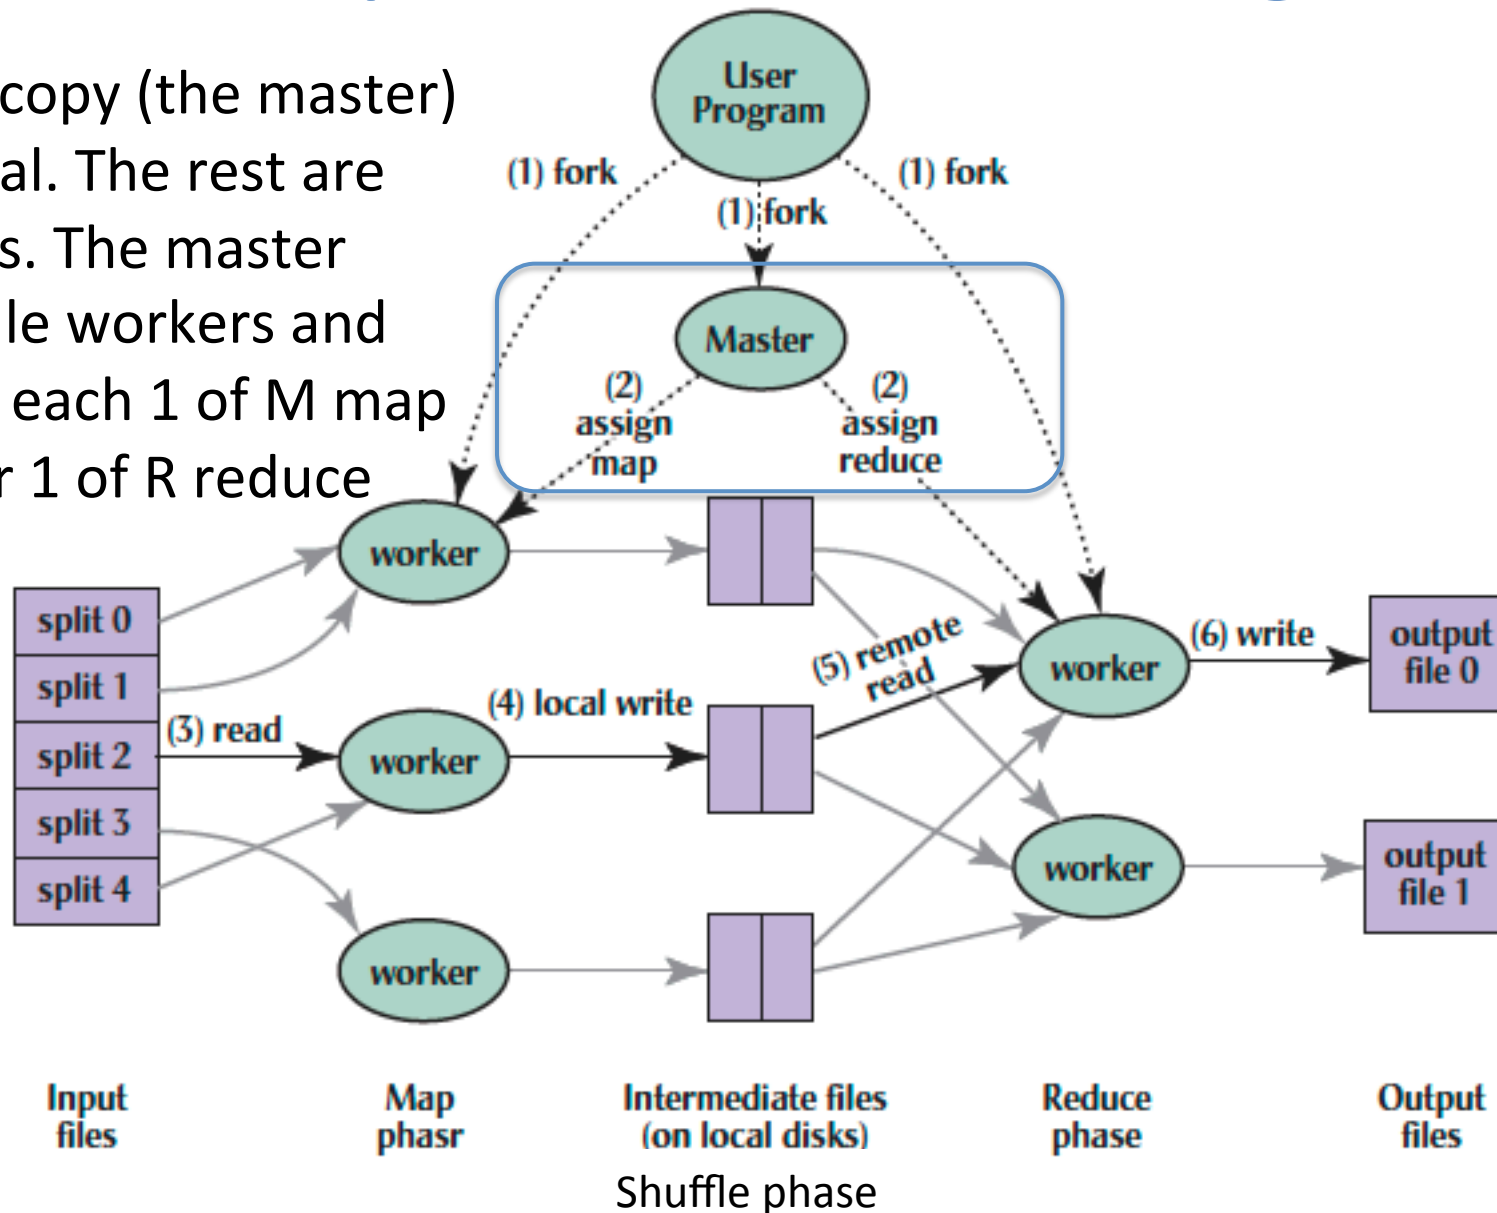 copy (the master)
al. The rest are
s. The master
le workers and
each 1 of M map
r 1 of R reduce
User
Program
(1) fork
(1) fork
(1) fork
Master
(2)
assign
map
(2)
assign
reduce
worker
split 0
split 1
split 2
split 3
split 4
(3) read
worker
(4) local write
worker
(5) remote
read
worker
(6) write
output
file 0
worker
output
file 1
Input
files
Map
phasr
Intermediate files
(on local disks)
Reduce
phase
Output
files
Shuffle phase